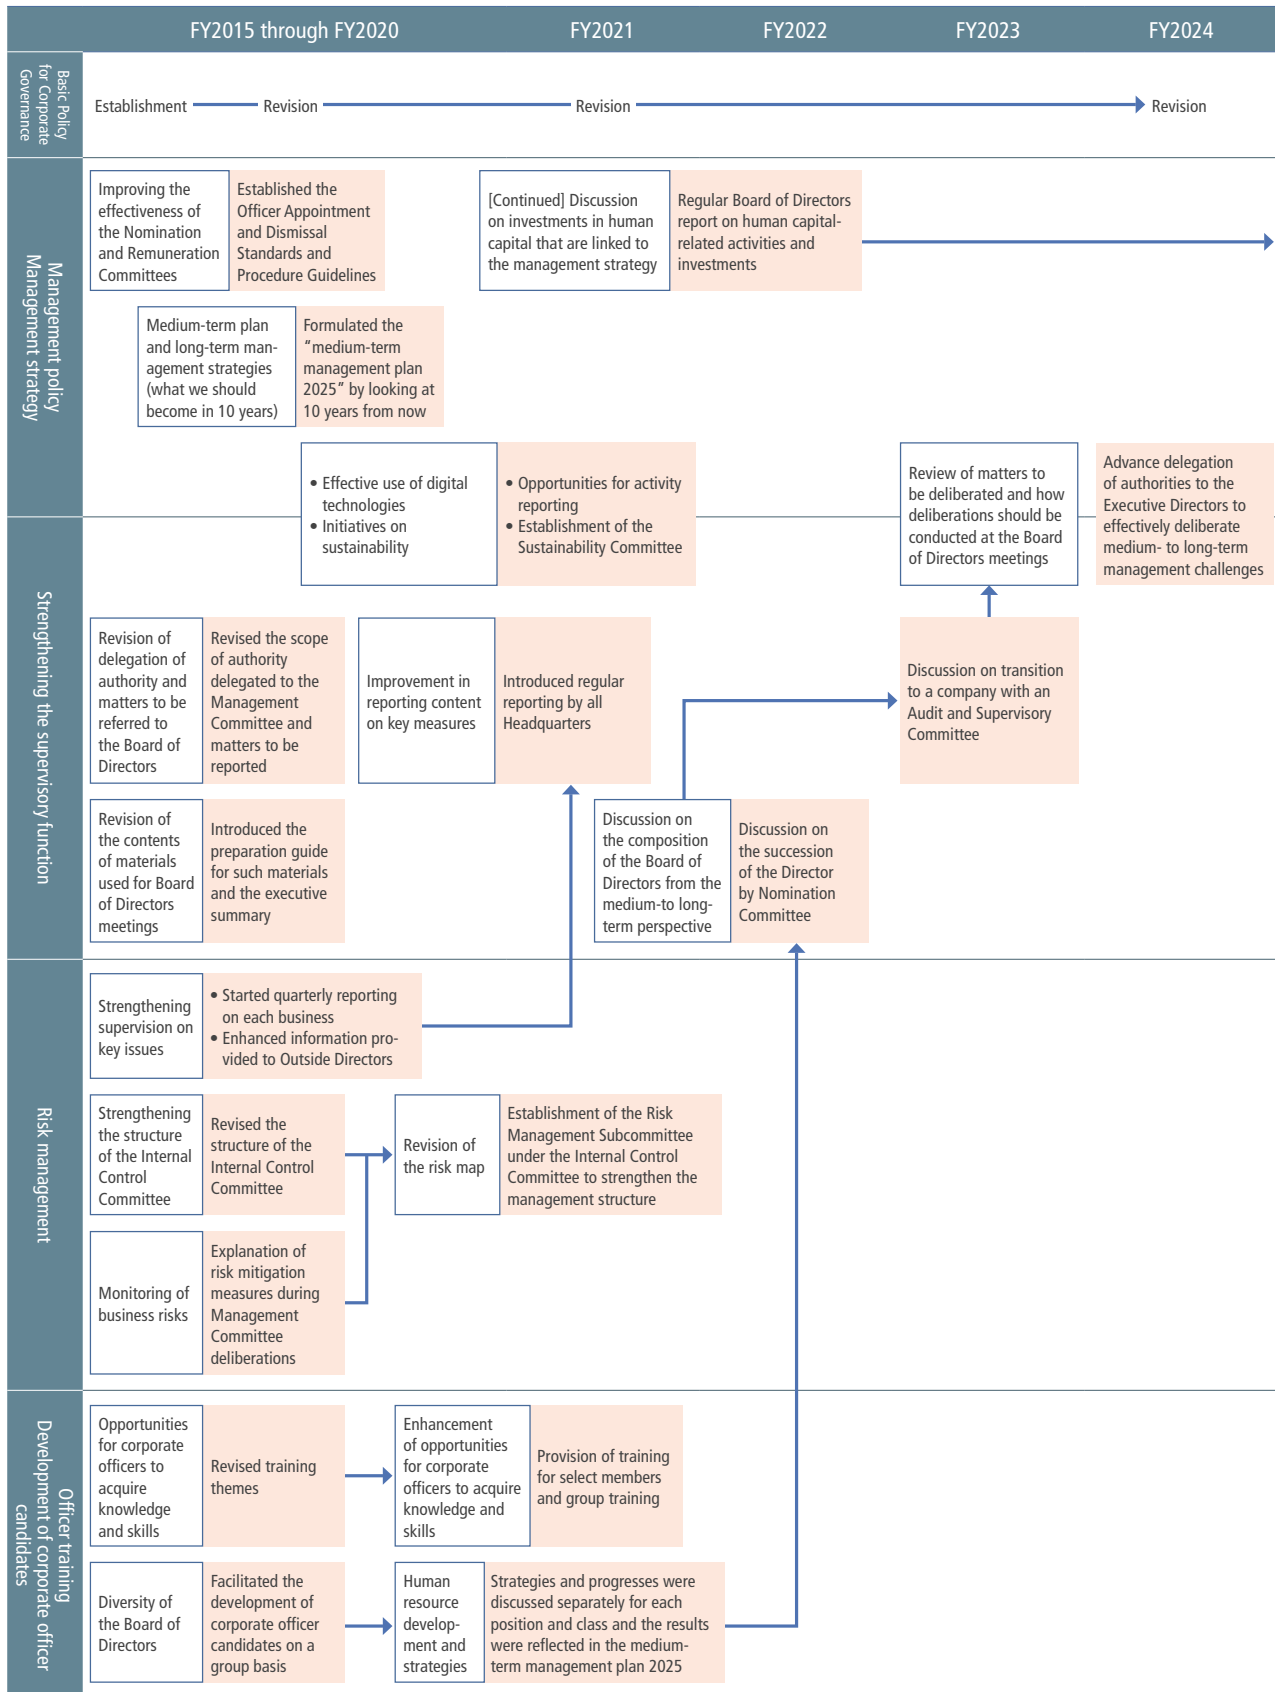 FY2015 through FY2020
FY2021
FY2022
FY2023
FY2024
Basic Policy
for Corporate
Governance
Establishment
Revision
Revision
Revision
Management policy
Management strategy
Improving the
effectiveness of
the Nomination
and Remuneration
Committees
Established the
Officer Appointment
and Dismissal
Standards and
Procedure Guidelines
[Continued] Discussion
on investments in human
capital that are linked to
the management strategy
Regular Board of Directors
report on human capital-
related activities and
investments
Medium-term plan
and long-term man-
agement strategies
(what we should
become in 10 years)
Formulated the
“medium-term
management plan
2025” by looking at
10 years from now
• Effective use of digital
technologies
• Initiatives on
sustainability
• Opportunities for activity
reporting
• Establishment of the
Sustainability Committee
Review of matters to
be deliberated and how
deliberations should be
conducted at the Board
of Directors meetings
Advance delegation
of authorities to the
Executive Directors to
effectively deliberate
medium- to long-term
management challenges
Strengthening the supervisory function
Revision of
delegation of
authority and
matters to be
referred to
the Board of
Directors
Revised the scope
of authority
delegated to the
Management
Committee and
matters to be
reported
Improvement in
reporting content
on key measures
Introduced regular
reporting by all
Headquarters
Discussion on transition
to a company with an
Audit and Supervisory
Committee
Revision of
the contents
of materials
used for Board
of Directors
meetings
Introduced the
preparation guide
for such materials
and the executive
summary
Discussion on
the composition
of the Board of
Directors from the
medium-to long-
term perspective
Discussion on
the succession
of the Director
by Nomination
Committee
Risk management
Strengthening
supervision on
key issues
• Started quarterly reporting
on each business
• Enhanced information pro-
vided to Outside Directors
Strengthening
the structure
of the Internal
Control
Committee
Revised the
structure of the
Internal Control
Committee
Revision of
the risk map
Establishment of the Risk
Management Subcommittee
under the Internal Control
Committee to strengthen the
management structure
Monitoring of
business risks
Explanation of
risk mitigation
measures during
Management
Committee
deliberations
Officer training
Development of corporate officer
candidates
Opportunities
for corporate
officers to
acquire
knowledge
and skills
Revised training
themes
Enhancement
of opportunities
for corporate
officers to acquire
knowledge and
skills
Provision of training
for select members
and group training
Diversity of
the Board of
Directors
Facilitated the
development of
corporate officer
candidates on a
group basis
Human
resource
develop-
ment and
strategies
Strategies and progresses were
discussed separately for each
position and class and the results
were reflected in the medium-
term management plan 2025